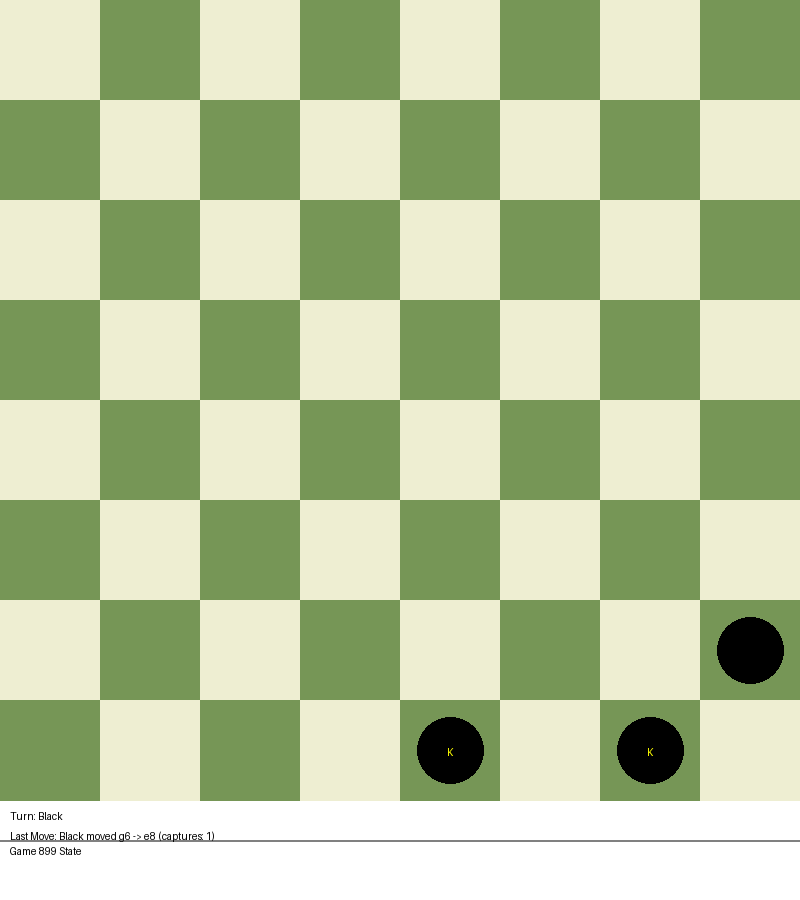 K
K
Turn: Black
Last Move: Black moved g6 -> e8 (captures: 1)
Game 899 State